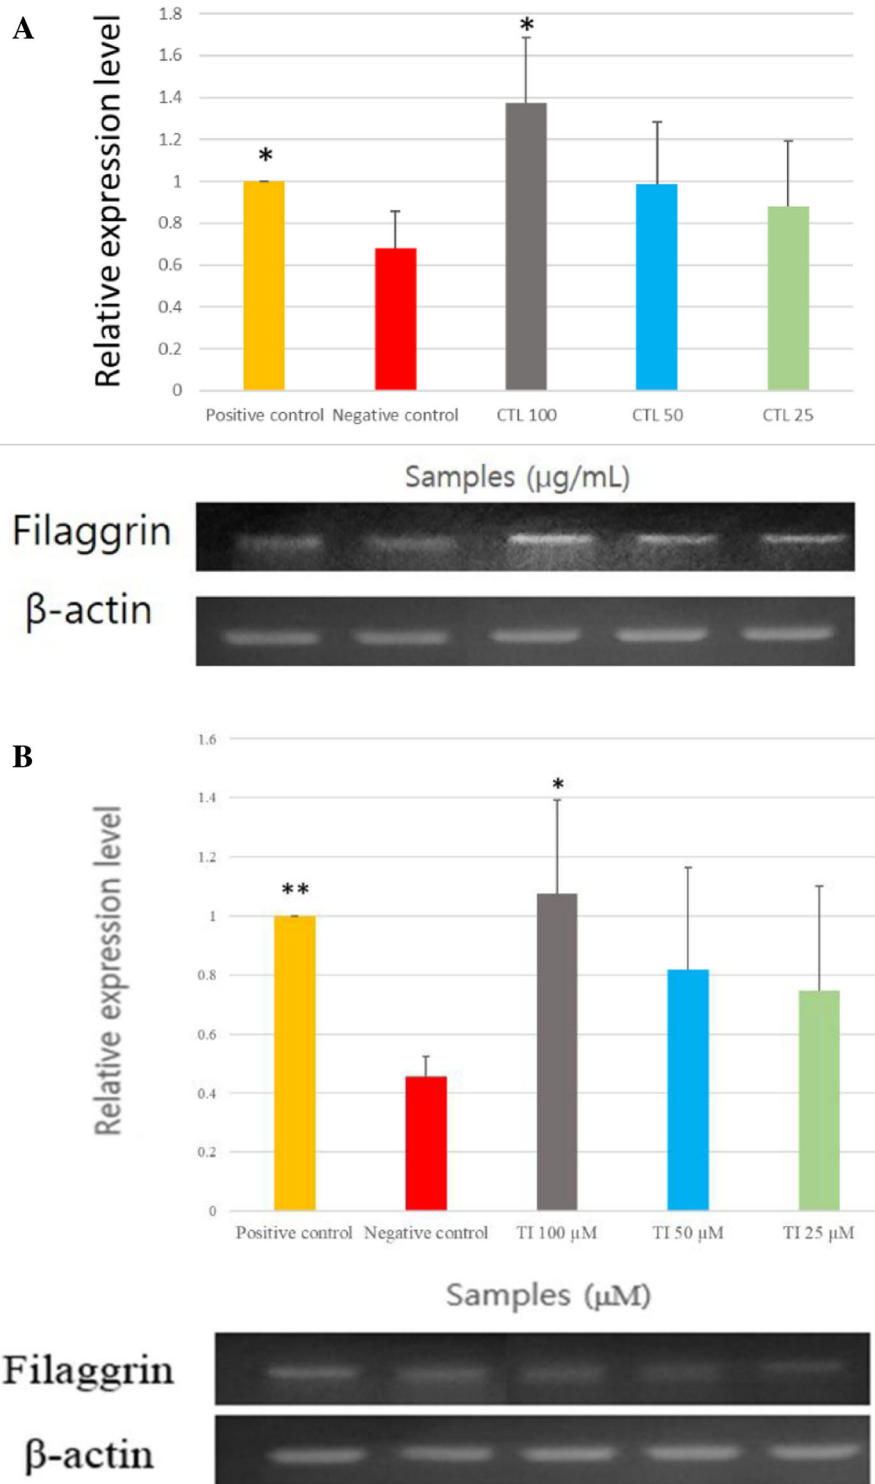 A
Relative expression level
1.8
1.6
1.4
1.2
1
0.8
0.6
0.4
0.2
0
*
*
Positive control Negative control CTL 100 CTL 50 CTL 25
Samples (μg/mL)
Filaggrin
β-actin
B
Relative expression level
1.6
1.4
1.2
1
0.8
0.6
0.4
0.2
0
**
*
Positive control Negative control TI 100 μM TI 50 μM TI 25 μM
Samples (μM)
Filaggrin
β-actin